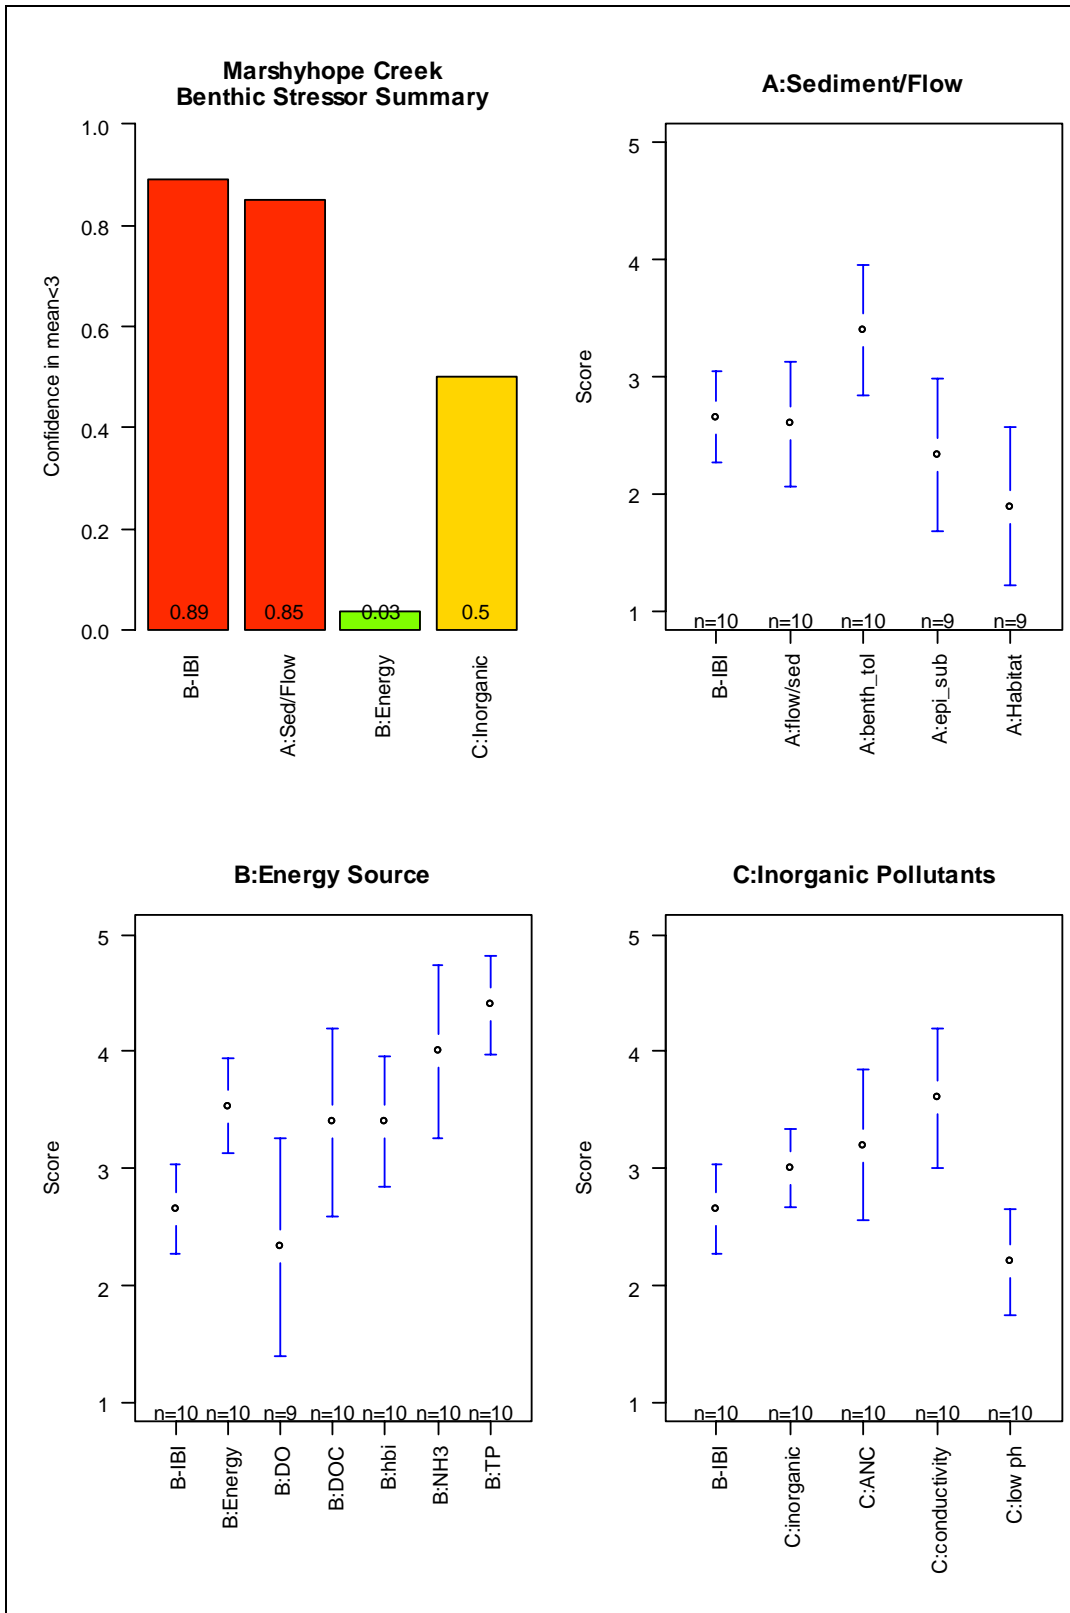 Marshyhope Creek
Benthic Stressor Summary
Confidence in mean<3
1.0
0.8
0.6
0.4
0.2
0.0
0.89
0.85
0.03
0.5
B-IBI
A:Sed/Flow
B:Energy
C:Inorganic
A:Sediment/Flow
Score
5
4
3
2
1
n=10
n=10
n=10
n=9
n=9
B-IBI
A:flow/sed
A:benth_tol
A:epi_sub
A:Habitat
B:Energy Source
Score
5
4
3
2
1
n=10
n=10
n=9
n=10
n=10
n=10
n=10
B-IBI
B:Energy
B:DO
B:DOC
B:hbi
B:NH3
B:TP
C:Inorganic Pollutants
Score
5
4
3
2
1
n=10
n=10
n=10
n=10
n=10
B-IBI
C:inorganic
C:ANC
C:conductivity
C:low ph